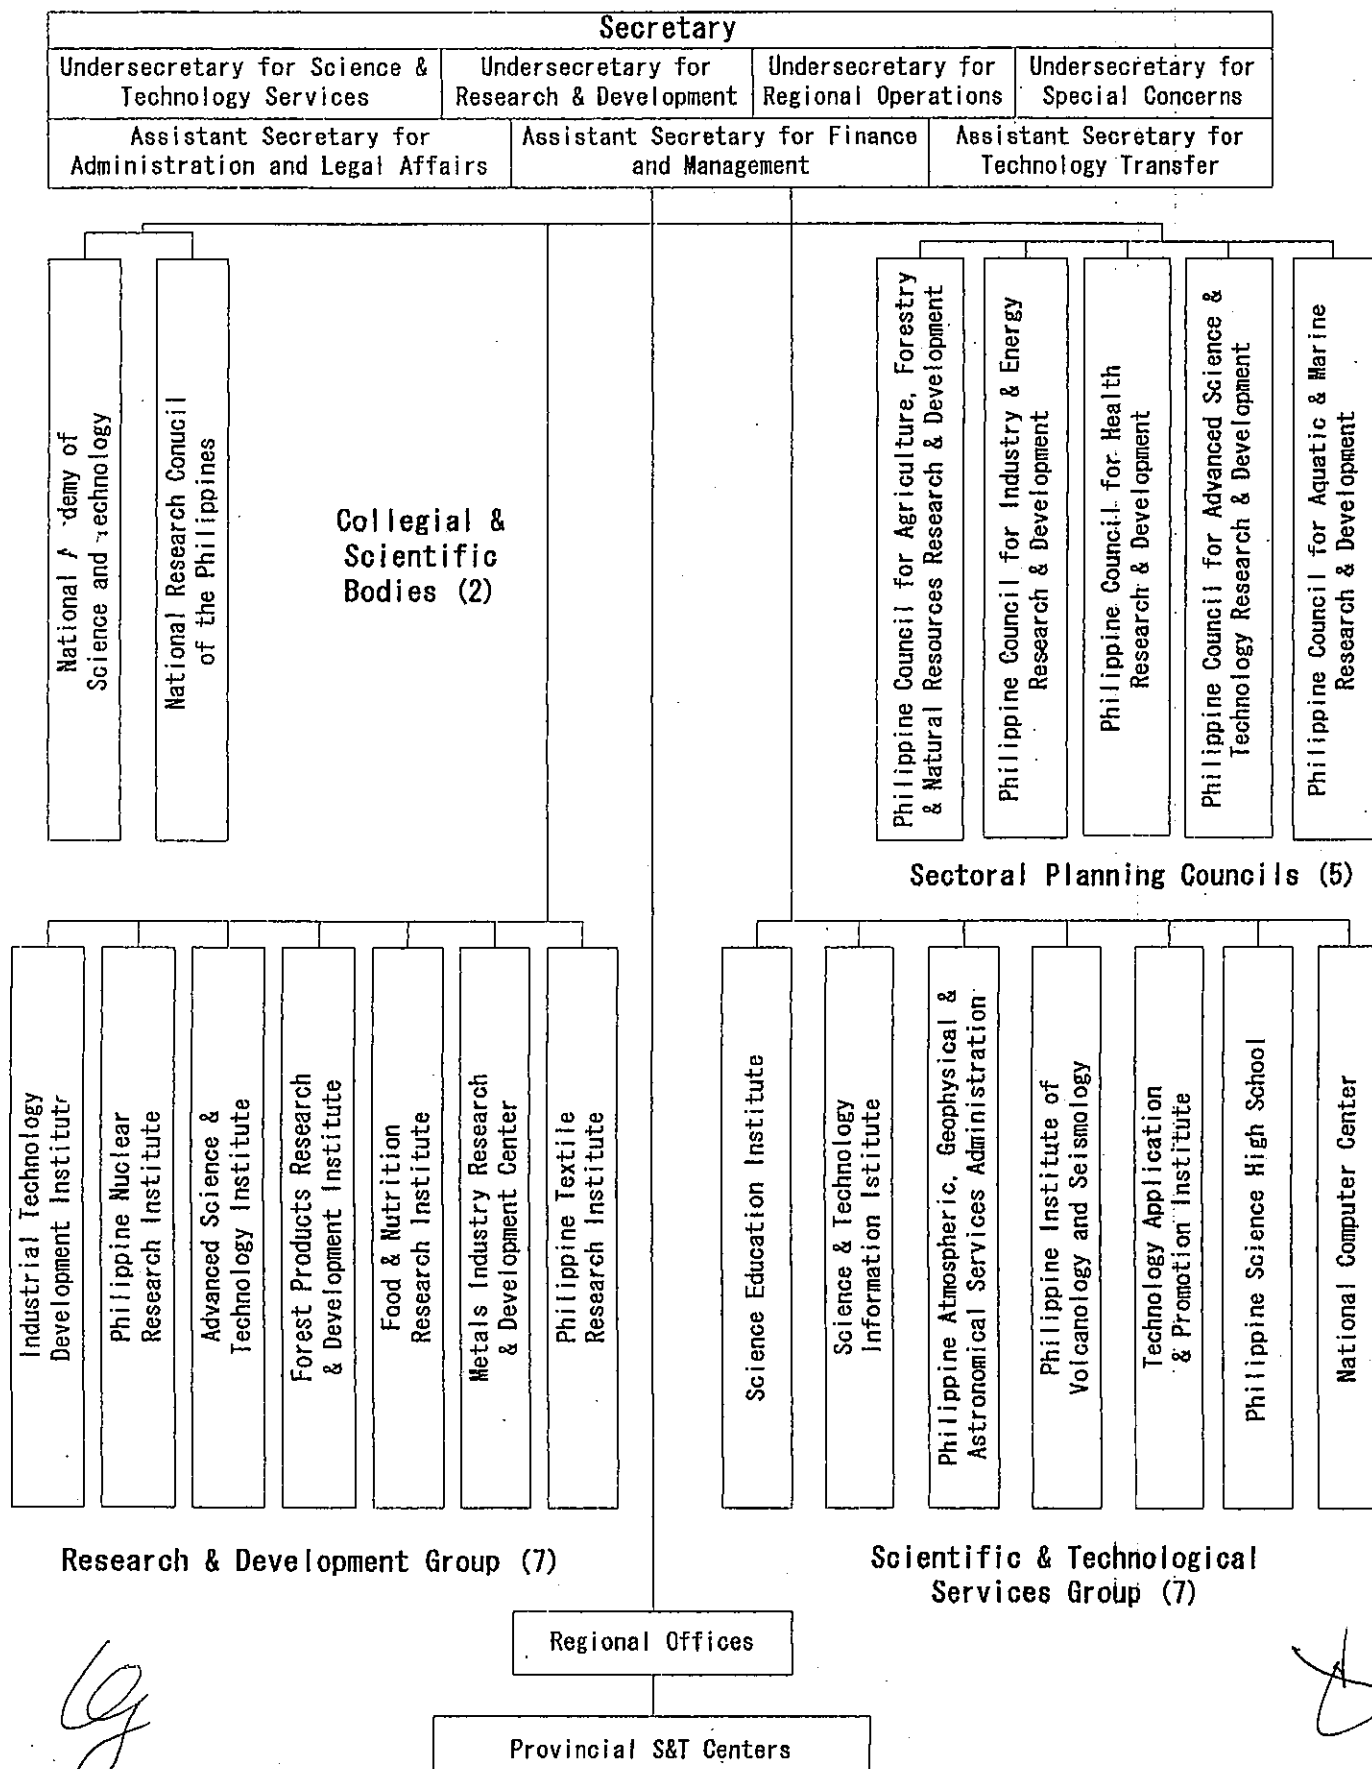 Secretary
Undersecretary for Science &
Technology Services
Undersecretary for
Research & Development
Undersecretary for
Regional Operations
Undersecretary for
Special Concerns
Assistant Secretary for
Administration and Legal Affairs
Assistant Secretary for Finance
and Management
Assistant Secretary for
Technology Transfer
National A demy of
Science and echnology
National Research Conucil
of the Philippines
Collegial &
Scientific
Bodies (2)
Philippine Council for Agriculture, Forestry
& Natural Resources Research & Development
Philippine Council for Industry & Energy
Research & Development
Philippine Council for Health
Research & Development
Philippine Council for Advanced Science &
Technology Research & Development
Philippine Council for Aquatic & Marine
Research & Development
Sectoral Planning Councils (5)
Industrial Technology
Development Institutr
Philippine Nuclear
Research Institute
Advanced Science &
Technology Institute
Forest Products Research
& Development Institute
Food & Nutrition
Research Institute
Metals Industry Research
& Development Center
Philippine Textile
Research Institute
Research & Development Group (7)
Science Education Institute
Science & Technology
Information Istitute
Philippine Atmospheric, Geophysical &
Astronomical Services Administration
Philippine Institute of
Volcanology and Seismology
Technology Application
& Promotion Institute
Philippine Science High School
National Computer Center
Scientific & Technological
Services Group (7)
Regional Offices
Provincial S&T Centers